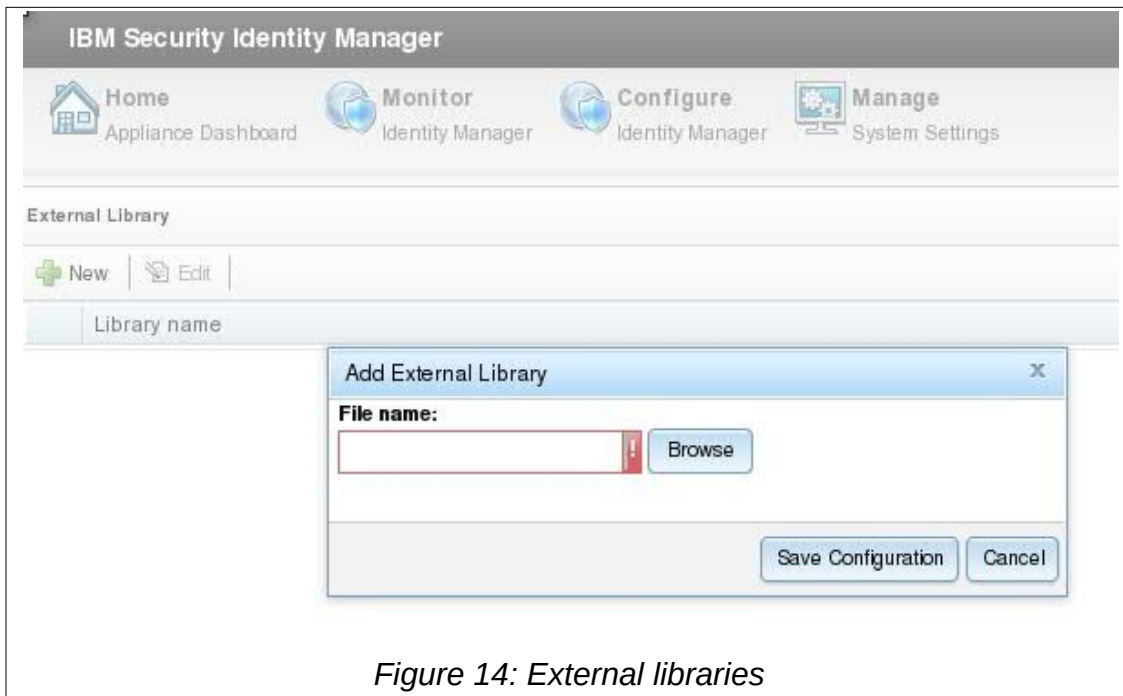 IBM Security Identity Manager
Home
Appliance Dashboard
Monitor
Identity Manager
Configure
Identity Manager
Manage
System Settings
External Library
New
Edit
Library name
Add External Library
x
File name:
!
Browse
Save Configuration
Cancel
Figure 14: External libraries